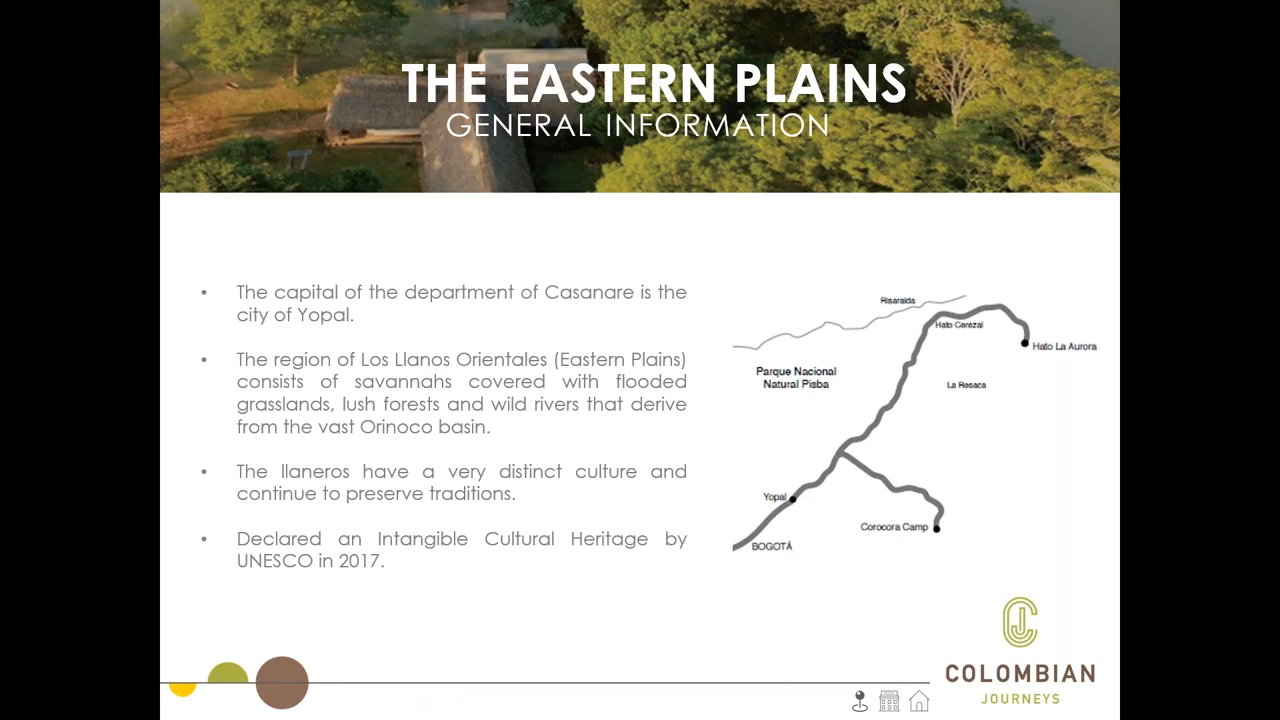 THE EASTERN PLAINS
GENERAL INFORMATION
• The capital of the department of Casanare is the
city of Yopal.
• The region of Los Llanos Orientales (Eastern Plains)
consists of savannahs covered with flooded
grasslands, lush forests and wild rivers that derive
from the vast Orinoco basin.
• The llaneros have a very distinct culture and
continue to preserve traditions.
• Declared an Intangible Cultural Heritage by
UNESCO in 2017.
Risaralda
Hato Corozal
Hato La Aurora
Parque Nacional
Natural Pisba
La Resaca
Yopal
Corocora Camp
BOGOTÁ
CJ
COLOMBIAN
JOURNEYS